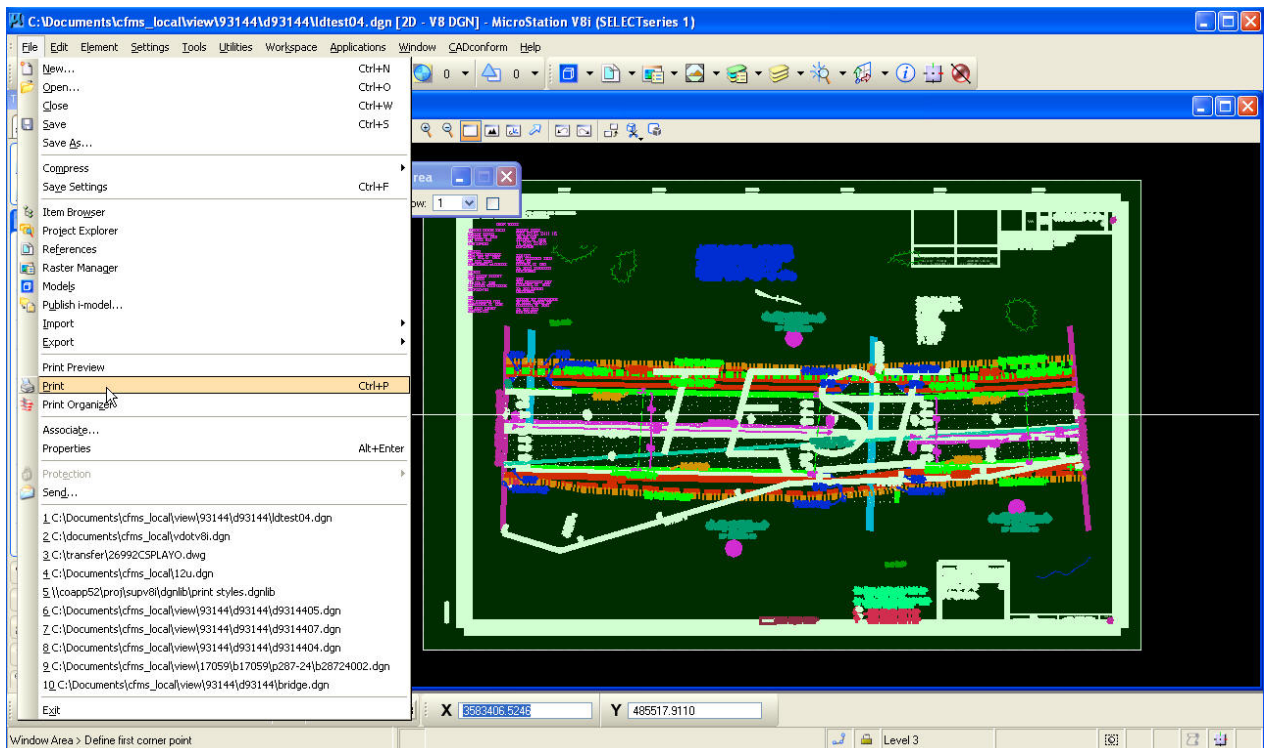 C:\Documents\cfms_local\view\93144\d93144\ldtest04.dgn [2D - V8 DGN] - MicroStation V8i (SELECTseries 1)
File Edit Element Settings Tools Utilities Workspace Applications Window CADconform Help
New... Ctrl+N
Open... Ctrl+O
Close Ctrl+W
Save Ctrl+S
Save As...
Compress
Save Settings Ctrl+F
Item Browser
Project Explorer
References
Raster Manager
Models
Publish i-model...
Import
Export
Print Preview
Print Ctrl+P
Print Organizer
Associate...
Properties Alt+Enter
Protection
Send...
1 C:\Documents\cfms_local\view\93144\d93144\ldtest04.dgn
2 C:\Documents\cfms_local\vdotv8i.dgn
3 C:\transfer\26992CSPLAYO.dwg
4 C:\Documents\cfms_local\12u.dgn
5 \\coapp52\proj\supv8i\dgnlib\print styles.dgnlib
6 C:\Documents\cfms_local\view\93144\d93144\d9314405.dgn
7 C:\Documents\cfms_local\view\93144\d93144\d9314407.dgn
8 C:\Documents\cfms_local\view\93144\d93144\d9314404.dgn
9 C:\Documents\cfms_local\view\17059\b17059\p287-24\b28724002.dgn
10 C:\Documents\cfms_local\view\93144\d93144\bridge.dgn
Exit
0 0
rea
ow: 1
TEST
X 3583406.5246 Y 485517.9110
Window Area > Define first corner point
Level 3